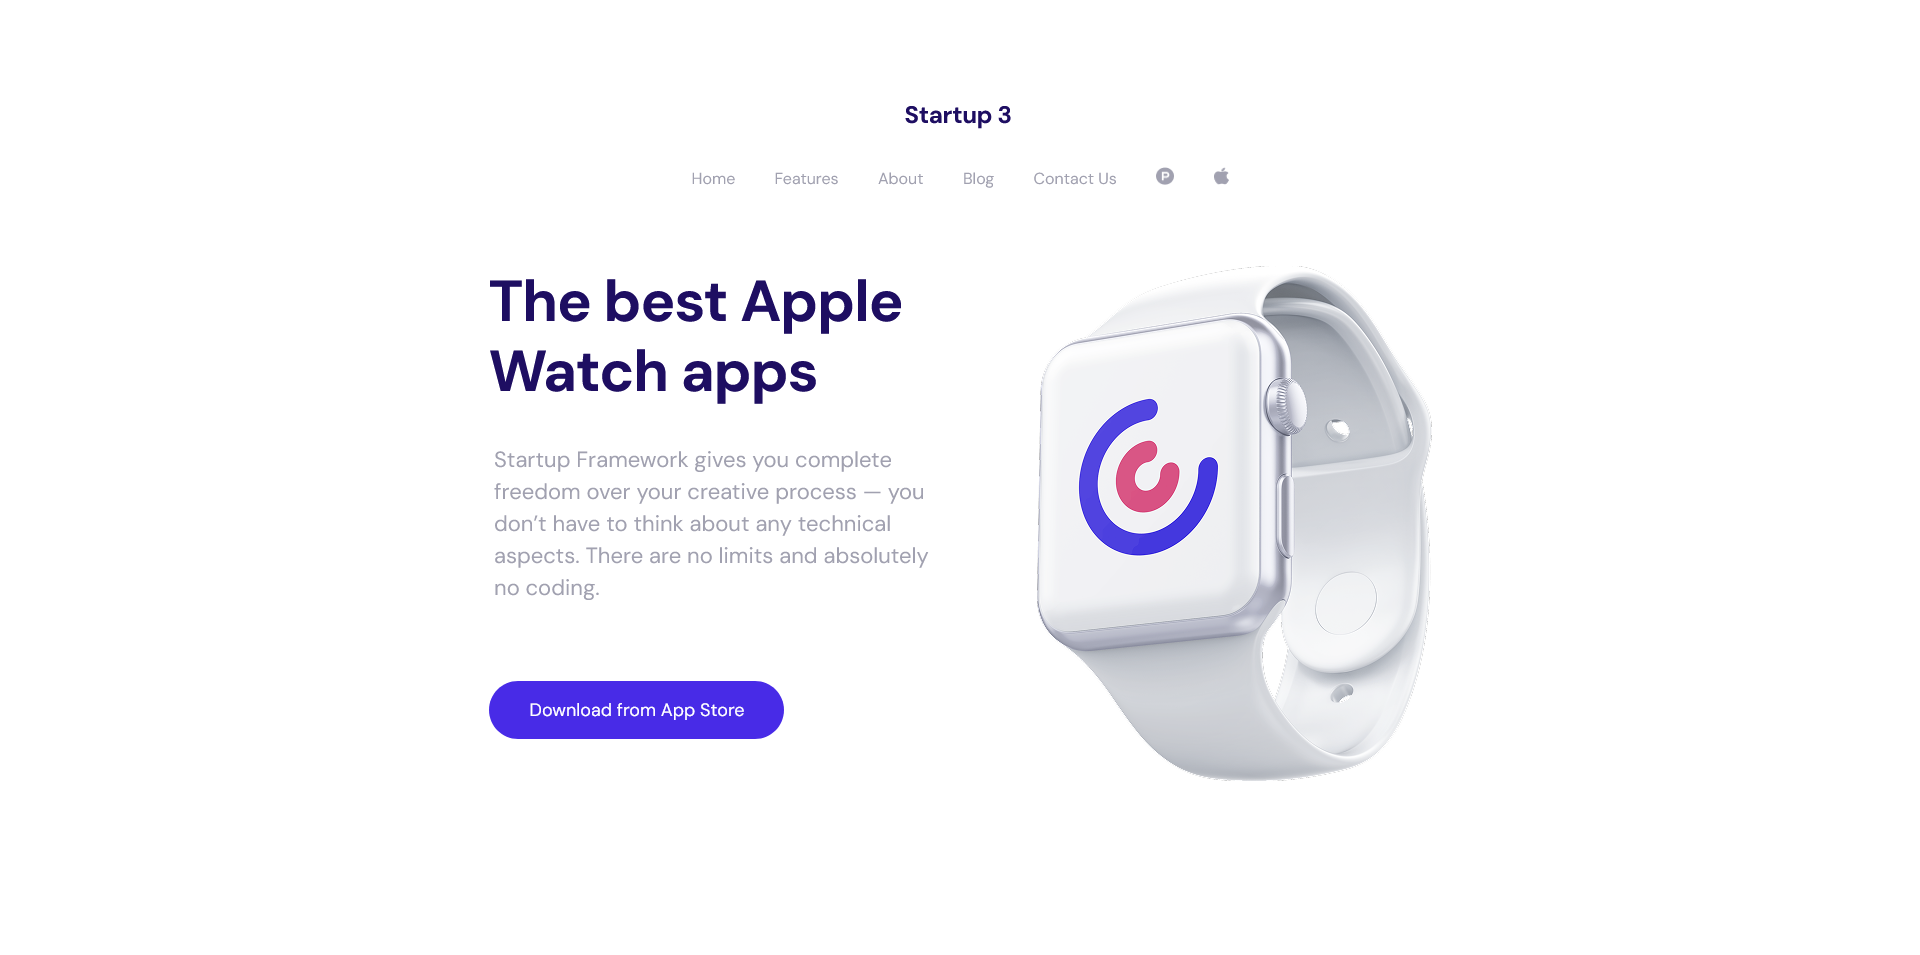 Startup 3
Home Features About Blog Contact Us
The best Apple
Watch apps
Startup Framework gives you complete
freedom over your creative process — you
don’t have to think about any technical
aspects. There are no limits and absolutely
no coding.
Download from App Store